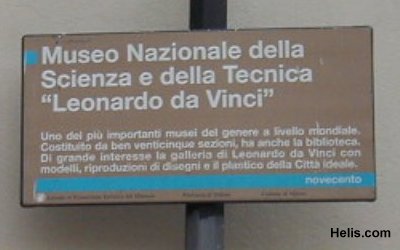 Museo Nazionale della
Scienza e della Tecnica
"Leonardo da Vinci"
Uno dei più importanti musei del genere a livello mondiale.
Costituito da ben venticinque sezioni, ha anche la biblioteca.
Di grande interesse la galleria di Leonardo da Vinci con
modelli, riproduzioni di disegni e il plastico della Città ideale.
novecento
Helis.com